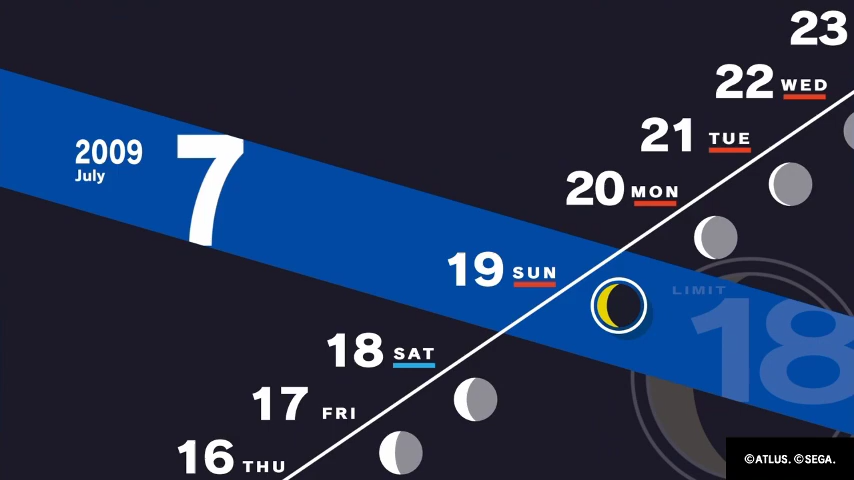 23
22 WED
21 TUE
2009
July
7
20 MON
19 SUN
LIMIT
18
18 SAT
17 FRI
16 THU
©ATLUS. ©SEGA.